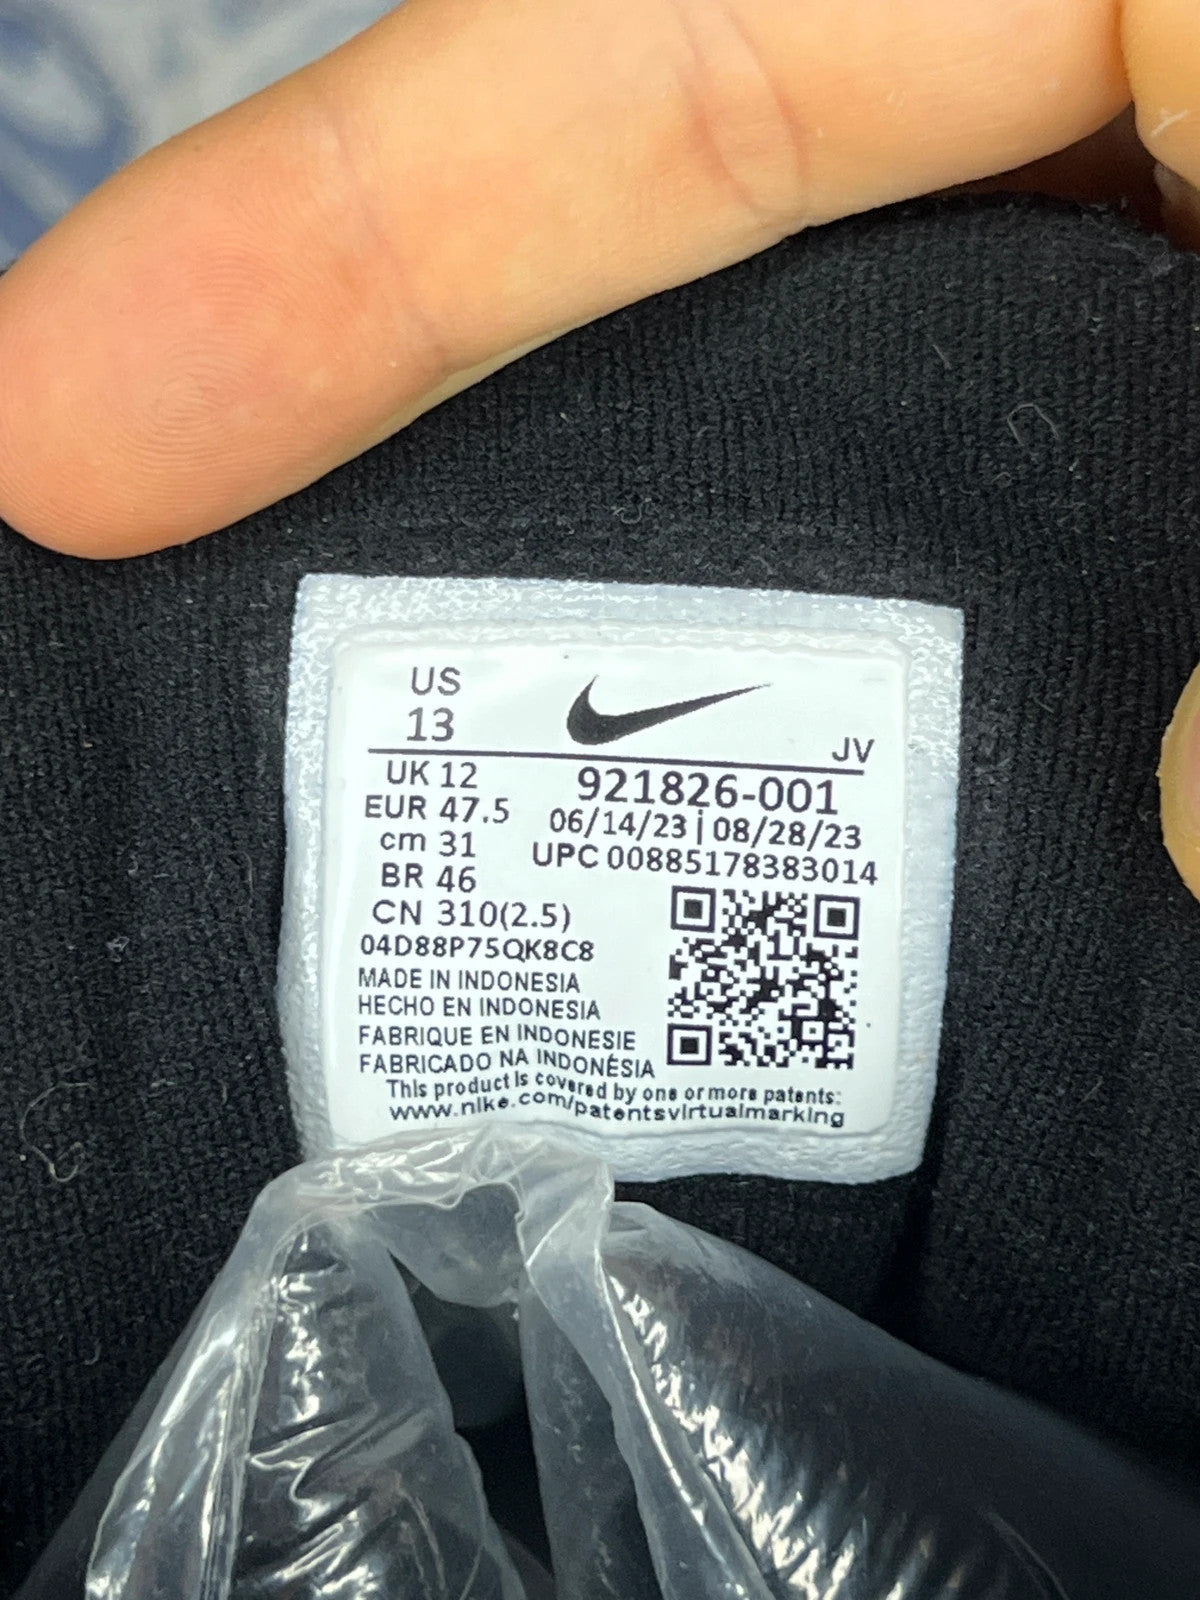 US
13
JV
UK 12
EUR 47.5
cm 31
BR 46
CN 310(2.5)
921826-001
06/14/23 | 08/28/23
UPC 00885178383014
04D88P75QK8C8
MADE IN INDONESIA
HECHO EN INDONESIA
FABRIQUE EN INDONESIE
FABRICADO NA INDONÉSIA
This product is covered by one or more patents:
www.nike.com/patentsvirtualmarking